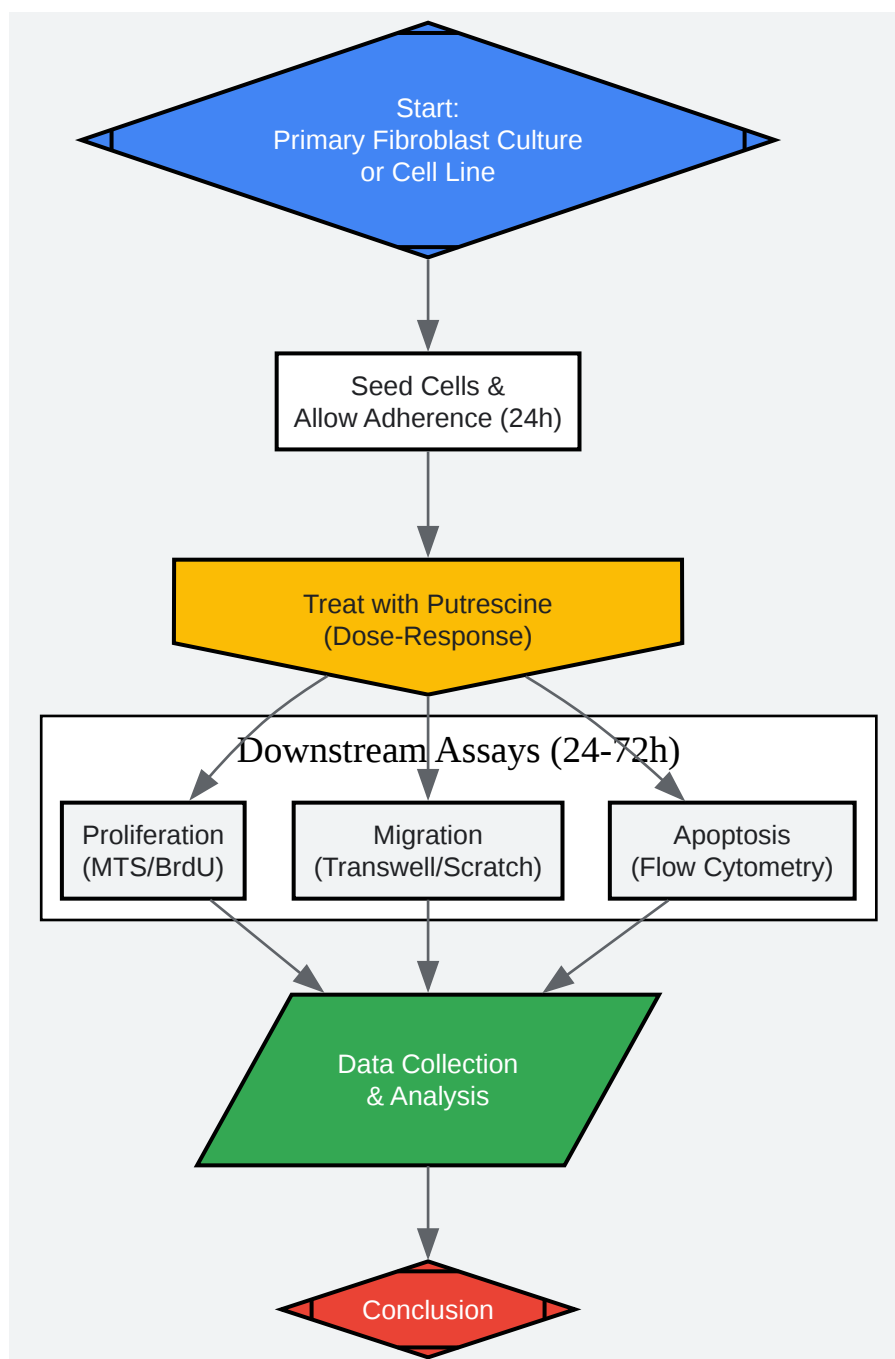 Start:
Primary Fibroblast Culture
or Cell Line
Seed Cells &
Allow Adherence (24h)
Treat with Putrescine
(Dose-Response)
Downstream Assays (24-72h)
Proliferation
(MTS/BrdU)
Migration
(Transwell/Scratch)
Apoptosis
(Flow Cytometry)
Data Collection
& Analysis
Conclusion